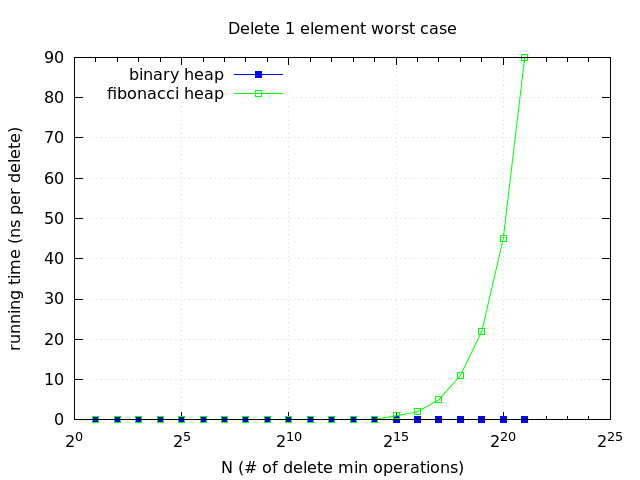 Delete 1 element worst case
binary heap
fibonacci heap
running time (ns per delete)
90
80
70
60
50
40
30
20
10
0
2^0 2^5 2^10 2^15 2^20 2^25
N (# of delete min operations)